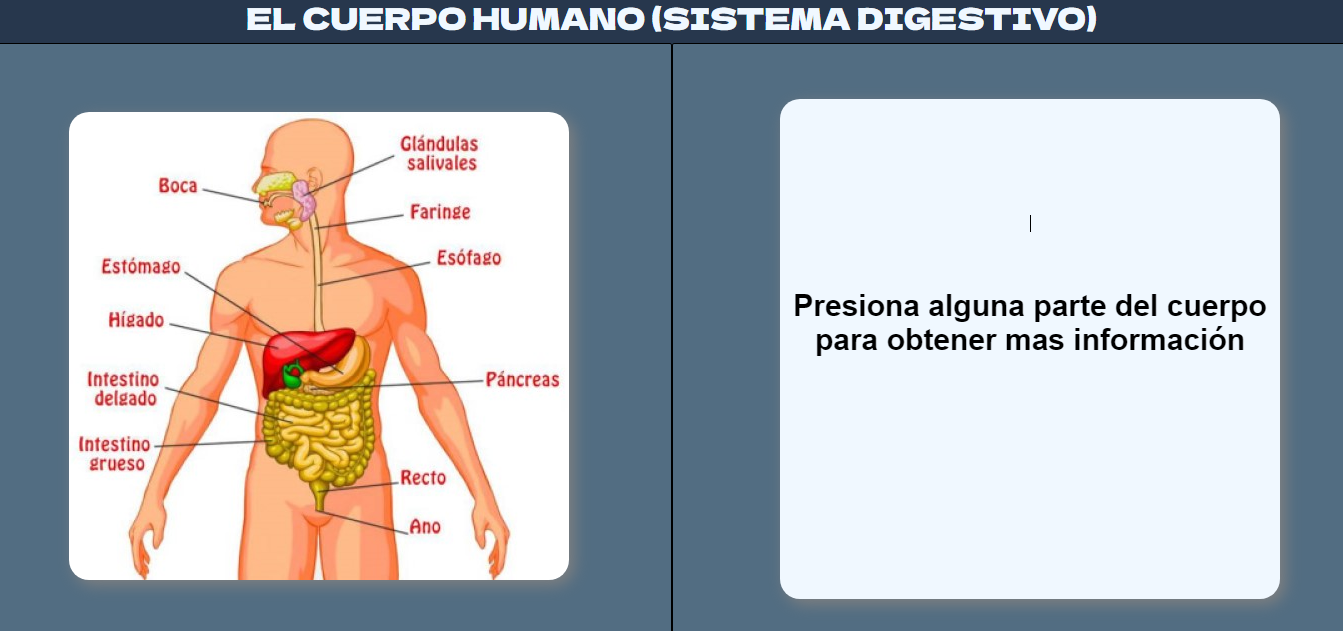 EL CUERPO HUMANO (SISTEMA DIGESTIVO)
Glándulas
salivales
Boca
Faringe
Esófago
Estómago
Hígado
Intestino
delgado
Páncreas
Intestino
grueso
Recto
Ano
Presiona alguna parte del cuerpo
para obtener mas información